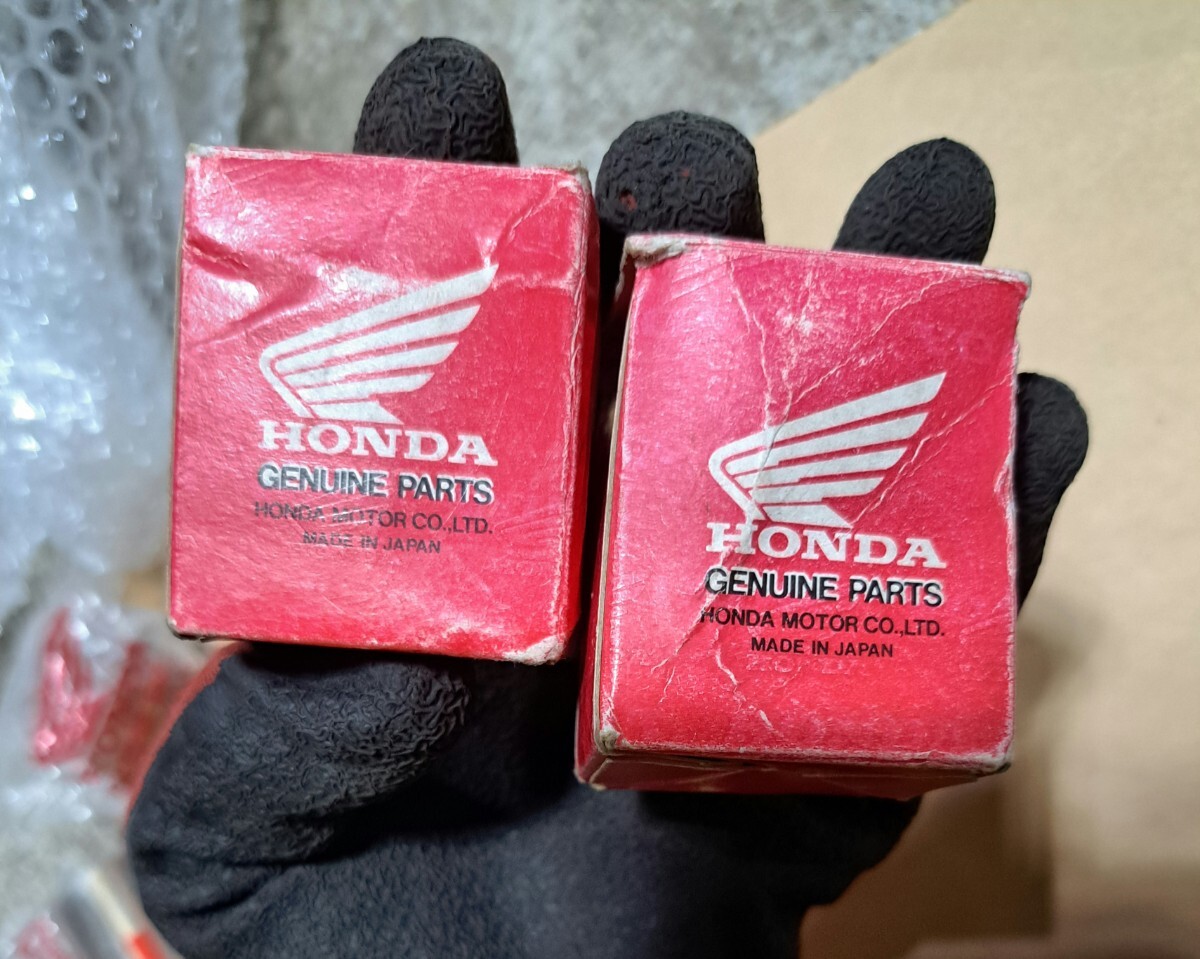 HONDA
GENUINE PARTS
HONDA MOTOR CO.,LTD.
MADE IN JAPAN
HONDA
GENUINE PARTS
HONDA MOTOR CO.,LTD.
MADE IN JAPAN